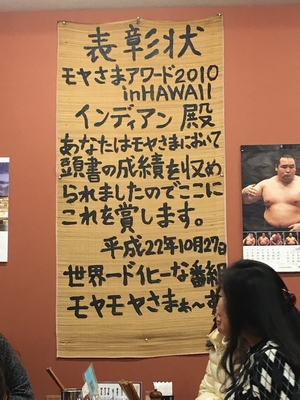 表彰状
モヤさまアワード2010
inHAWAII
インディアン 殿
あなたはモヤさまにおいて
頭書の成績を収め
られましたのでここに
これを賞します。
平成22年10月27日
世界一ドイヒーな番組
モヤモヤさまぁ〜ず